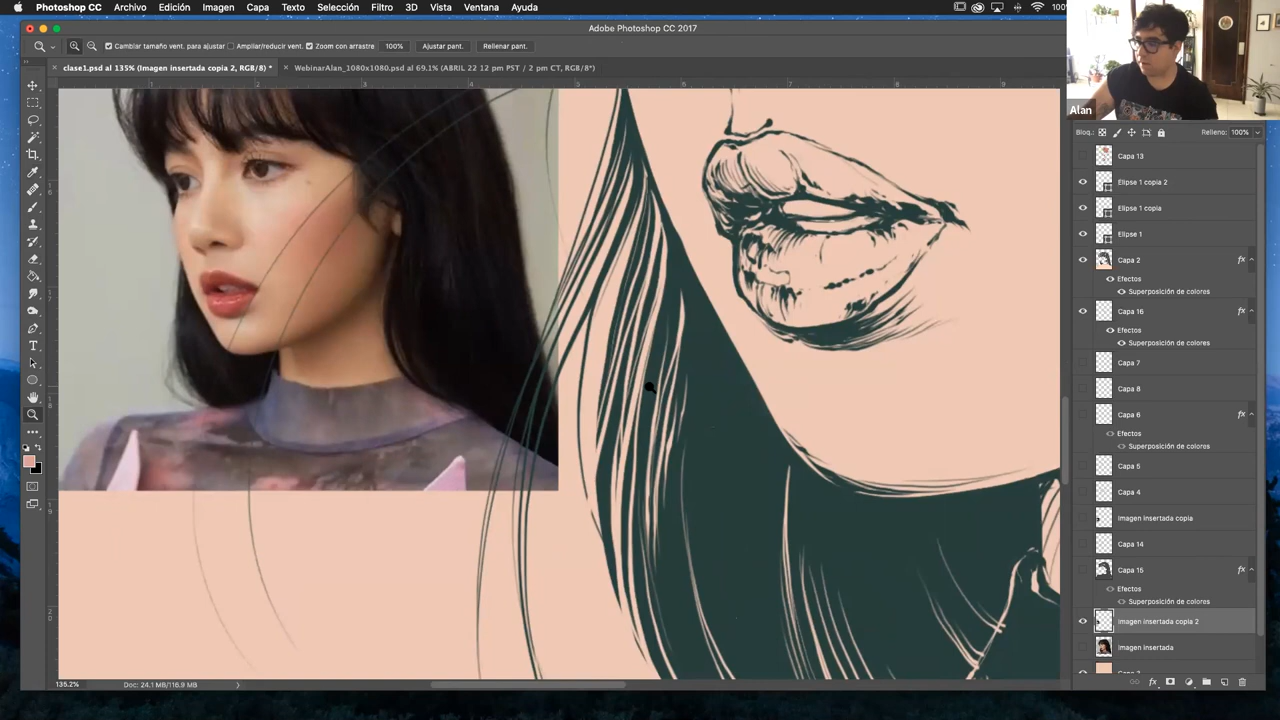 Photoshop CC Archivo Edición Imagen Capa Texto Selección Filtro 3D Vista Ventana Ayuda
Adobe Photoshop CC 2017
Cambiar tamaño vent. para ajustar Ampliar/reducir vent. Zoom con arrastre 100% Ajustar pant. Rellenar pant.
clase1.psd al 135% (Imagen insertada copia 2, RGB/8) * WebinarAlan_1080x1080.psd al 69.1% (ABRIL 22 12 pm PST / 2 pm CT, RGB/8*)
Alan
Bloq.: Relleno: 100%
Capa 13
Elipse 1 copia 2
Elipse 1 copia
Elipse 1
Capa 2 fx
Efectos
Superposición de colores
Capa 16
Efectos
Superposición de colores
Capa 7
Capa 8
Capa 6 fx
Efectos
Superposición de colores
Capa 5
Capa 4
Imagen insertada copia
Capa 14
Capa 15 fx
Efectos
Superposición de colores
Imagen insertada copia 2
Imagen insertada
135.2% Doc: 24.1 MB/116.9 MB